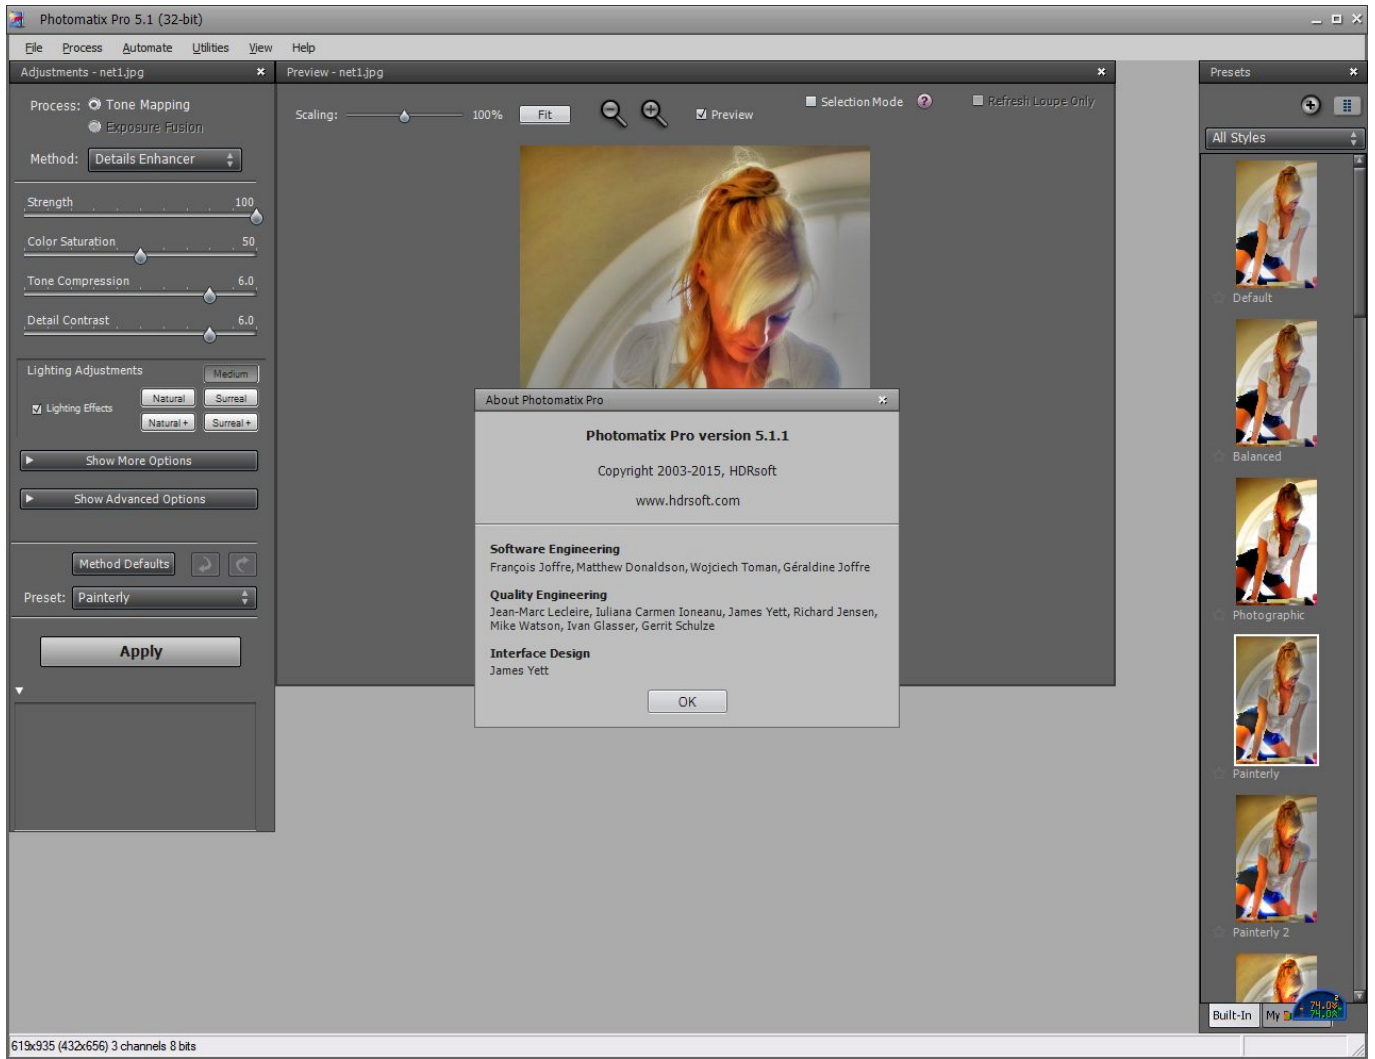 Photomatix Pro 5.1 (32-bit)
File Process Automate Utilities View Help
Adjustments - net1.jpg
Process: Tone Mapping
Exposure Fusion
Method: Details Enhancer
Strength 100
Color Saturation 50
Tone Compression 6.0
Detail Contrast 6.0
Lighting Adjustments Medium
Lighting Effects
Natural Surreal
Natural + Surreal +
Show More Options
Show Advanced Options
Method Defaults
Preset: Painterly
Apply
Preview - net1.jpg
Scaling: 100% Fit Preview Selection Mode ? Refresh Loupe Only
About Photomatix Pro
Photomatix Pro version 5.1.1
Copyright 2003-2015, HDRsoft
www.hdrsoft.com
Software Engineering
François Joffre, Matthew Donaldson, Wojciech Toman, Géraldine Joffre
Quality Engineering
Jean-Marc Lecleire, Iuliana Carmen Ioneanu, James Yett, Richard Jensen,
Mike Watson, Ivan Glasser, Gerrit Schulze
Interface Design
James Yett
OK
Presets
All Styles
Default
Balanced
Photographic
Painterly
Painterly 2
Built-In My
619x935 (432x656) 3 channels 8 bits